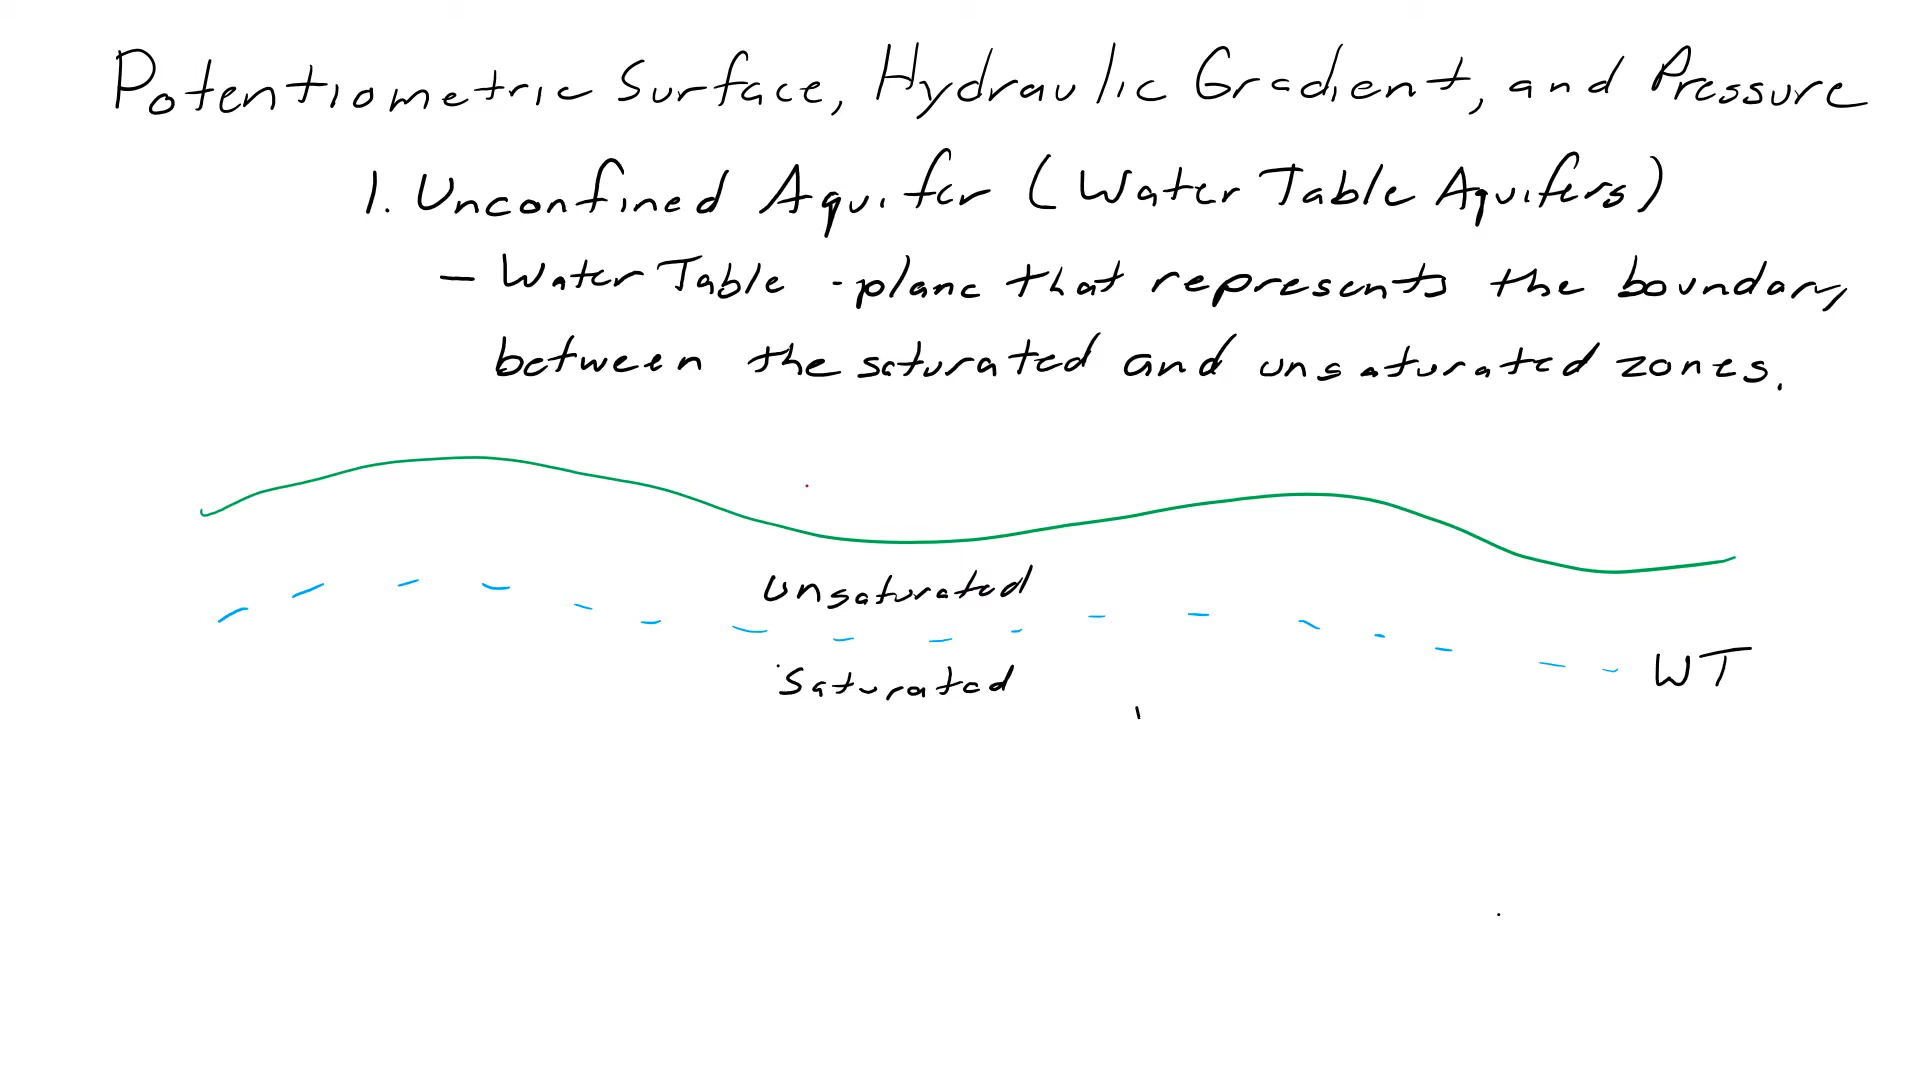 Potentiometric Surface, Hydraulic Gradient, and Pressure
1. Unconfined Aquifer (Water Table Aquifers)
- Water Table - plane that represents the boundary
between the saturated and unsaturated zones.
Unsaturated
Saturated
WT